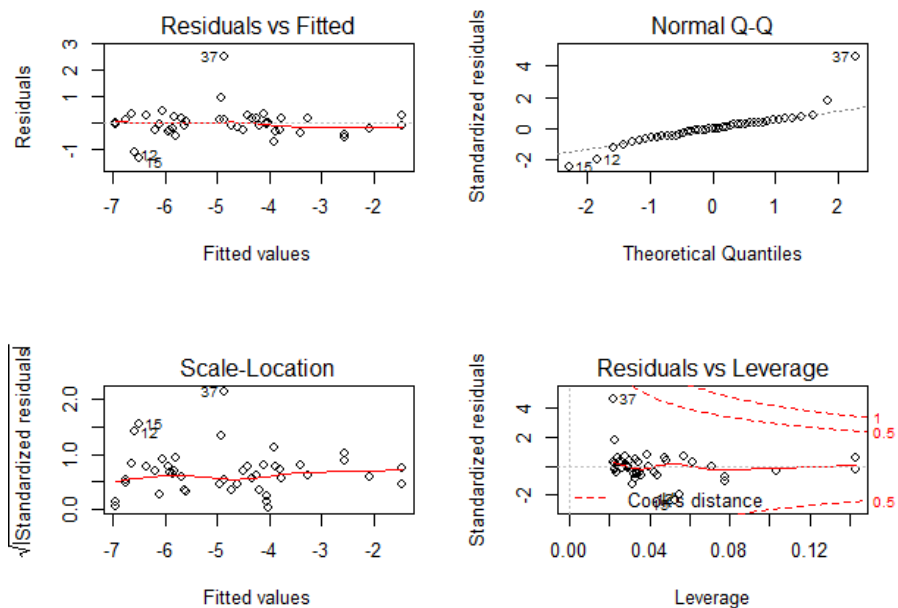 Residuals vs Fitted
Residuals
3
2
1
-1
37
12
15
-7 -6 -5 -4 -3 -2
Fitted values
Normal Q-Q
Standardized residuals
4
2
0
-2
37
15
12
-2 -1 0 1 2
Theoretical Quantiles
Scale-Location
√|Standardized residuals|
2.0
1.0
0.0
37
15
12
-7 -6 -5 -4 -3 -2
Fitted values
Residuals vs Leverage
Standardized residuals
4
2
-2
37
1
0.5
0.5
Cook's distance
0.00 0.04 0.08 0.12
Leverage